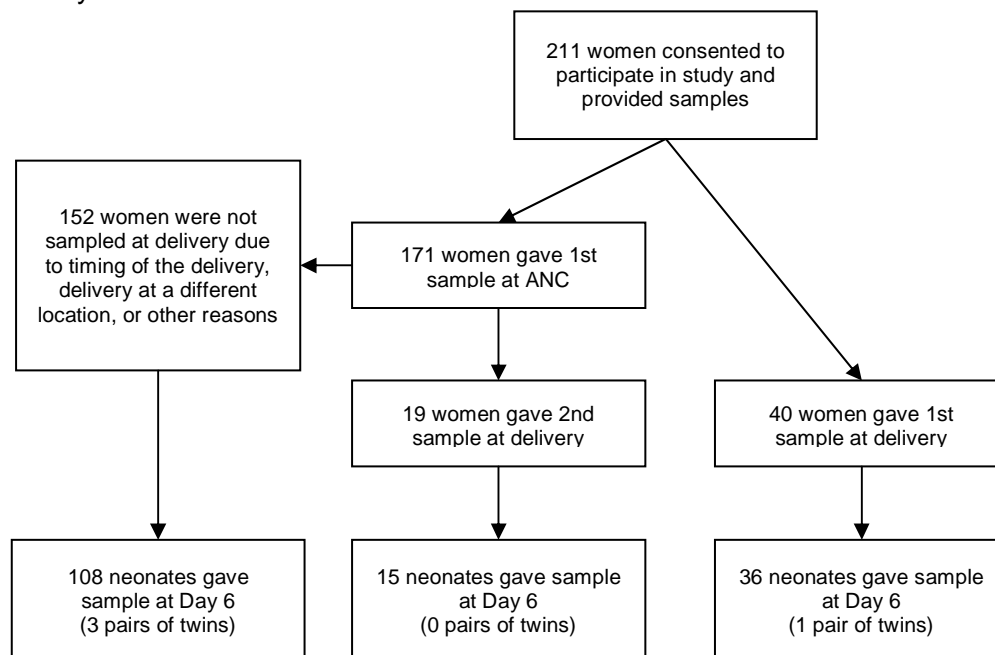 211 women consented to
participate in study and
provided samples
152 women were not
sampled at delivery due
to timing of the delivery,
delivery at a different
location, or other reasons
171 women gave 1st
sample at ANC
19 women gave 2nd
sample at delivery
40 women gave 1st
sample at delivery
108 neonates gave
sample at Day 6
(3 pairs of twins)
15 neonates gave sample
at Day 6
(0 pairs of twins)
36 neonates gave sample
at Day 6
(1 pair of twins)